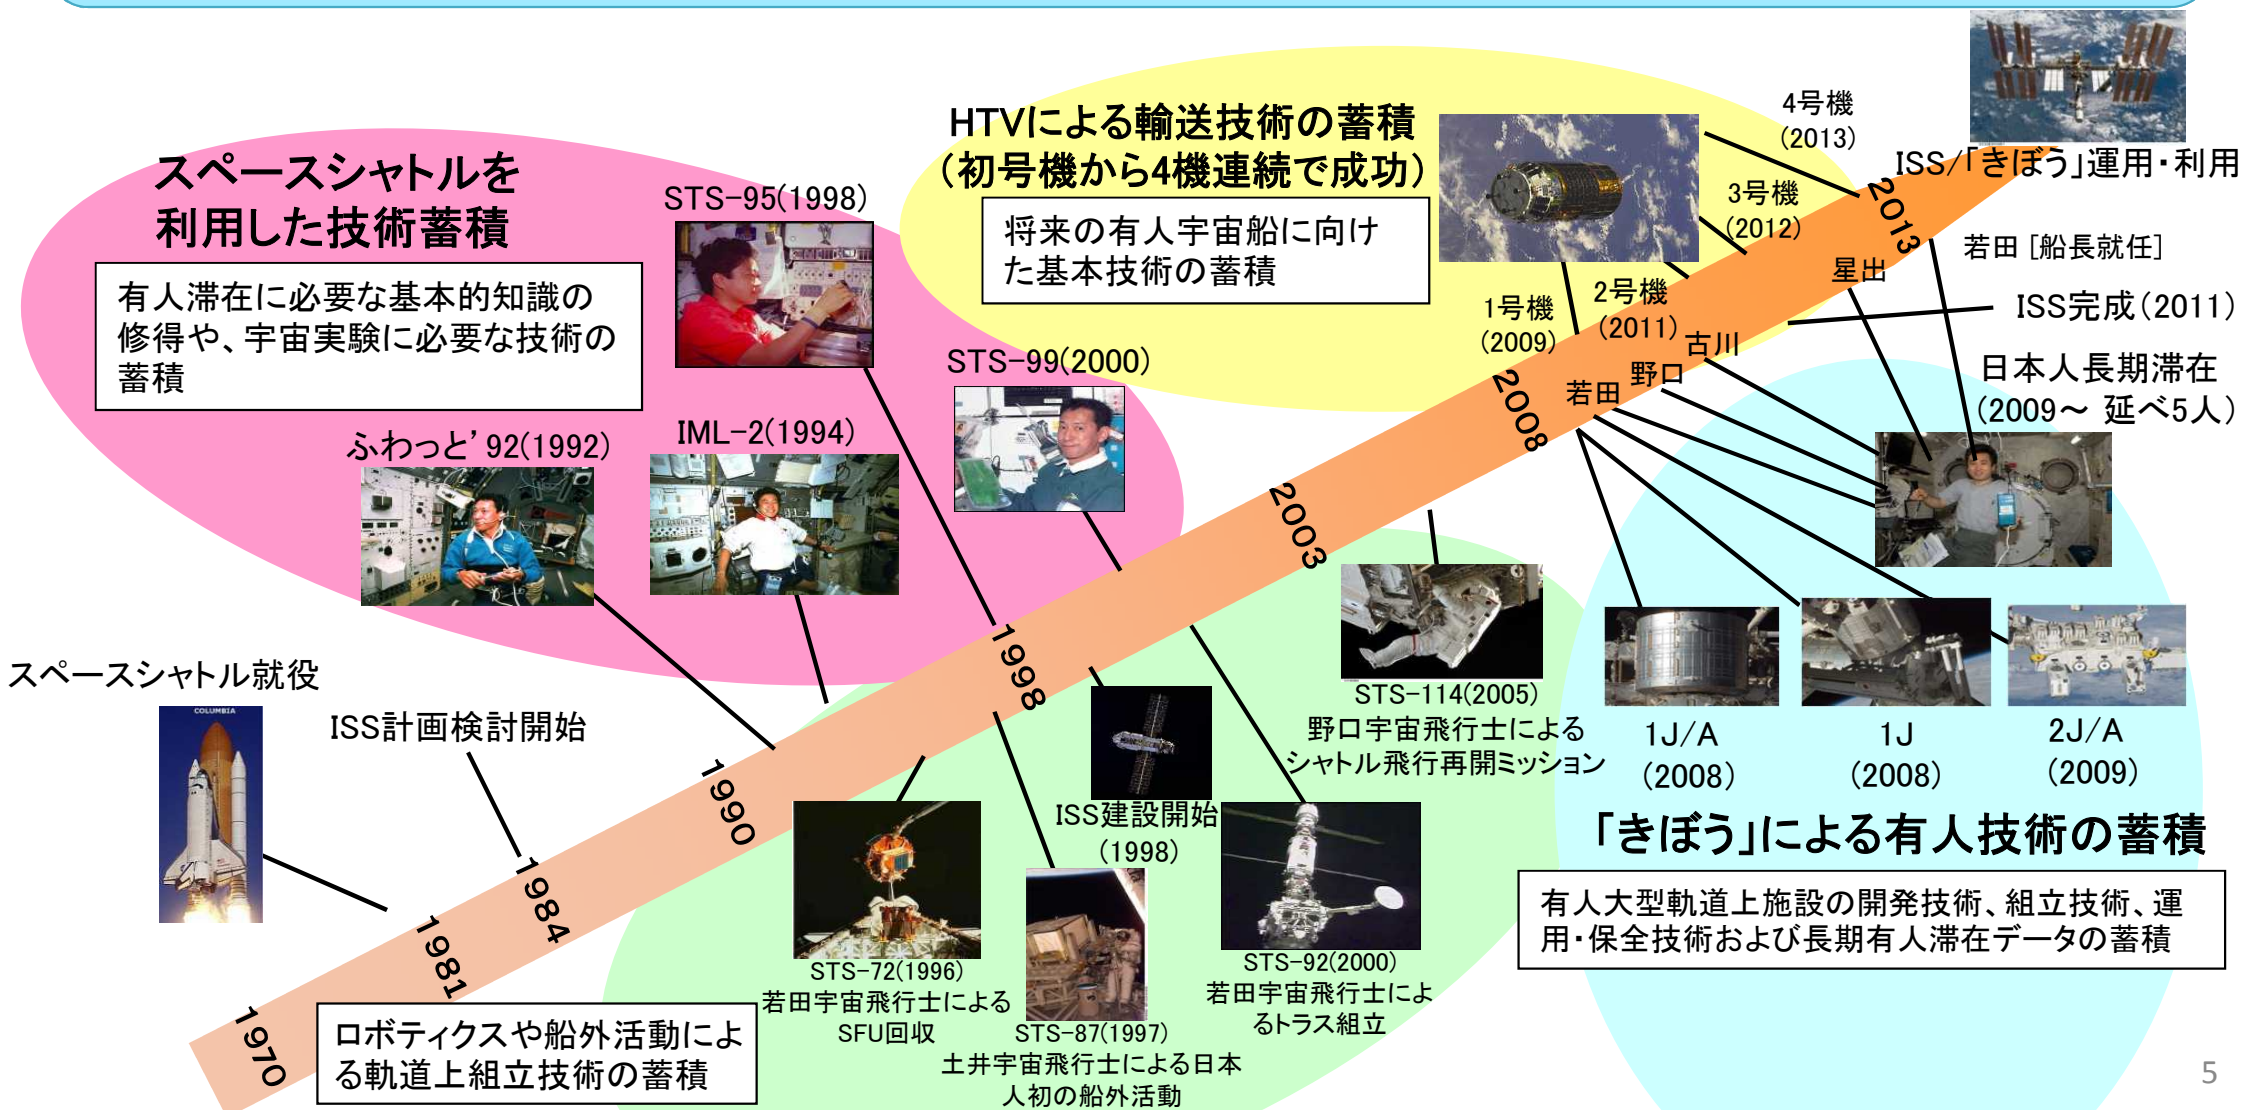 スペースシャトルを
利用した技術蓄積
有人滞在に必要な基本的知識の
修得や、宇宙実験に必要な技術の
蓄積
STS-95(1998)
STS-99(2000)
ふわっと’92(1992)
IML-2(1994)
HTVによる輸送技術の蓄積
(初号機から4機連続で成功)
将来の有人宇宙船に向け
た基本技術の蓄積
1号機
(2009)
2号機
(2011)
3号機
(2012)
4号機
(2013)
ISS/「きぼう」運用・利用
若田 [船長就任]
星出
ISS完成(2011)
古川
野口
若田
日本人長期滞在
(2009~ 延べ5人)
スペースシャトル就役
COLUMBIA
ISS計画検討開始
1970
1981
1984
1990
1998
2003
2008
2013
ロボティクスや船外活動によ
る軌道上組立技術の蓄積
STS-72(1996)
若田宇宙飛行士による
SFU回収
STS-87(1997)
土井宇宙飛行士による日本
人初の船外活動
ISS建設開始
(1998)
STS-92(2000)
若田宇宙飛行士によ
るトラス組立
STS-114(2005)
野口宇宙飛行士による
シャトル飛行再開ミッション
1J/A
(2008)
1J
(2008)
2J/A
(2009)
「きぼう」による有人技術の蓄積
有人大型軌道上施設の開発技術、組立技術、運
用・保全技術および長期有人滞在データの蓄積
5